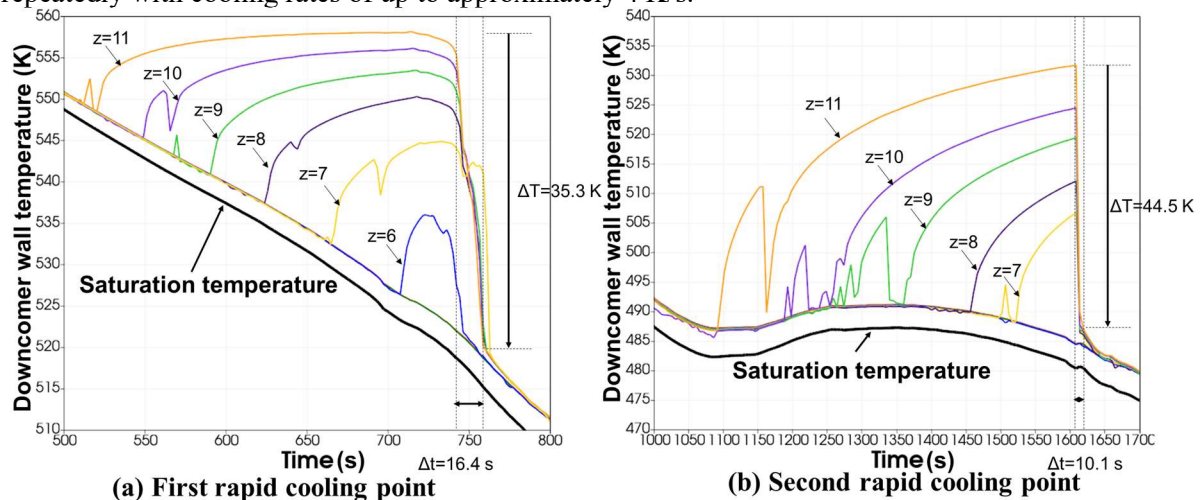 repeatedly with cooling rates of up to approximately
Downcomer wall temperature (K)
560
555
550
545
540
535
530
525
520
515
510
z=11
z=10
z=9
z=8
z=7
z=6
Saturation temperature
ΔT=35.3 K
500
550
600
650
700
750
800
Time(s)
Δt=16.4 s
(a) First rapid cooling point
Downcomer wall temperature (K)
540
535
530
525
520
515
510
505
500
495
490
485
480
475
470
z=11
z=10
z=9
z=8
z=7
Saturation temperature
ΔT=44.5 K
1000
1050
1100
1150
1200
1250
1300
1350
1400
1450
1500
1550
1600
1650
Time(s)
Δt=10.1 s
(b) Second rapid cooling point